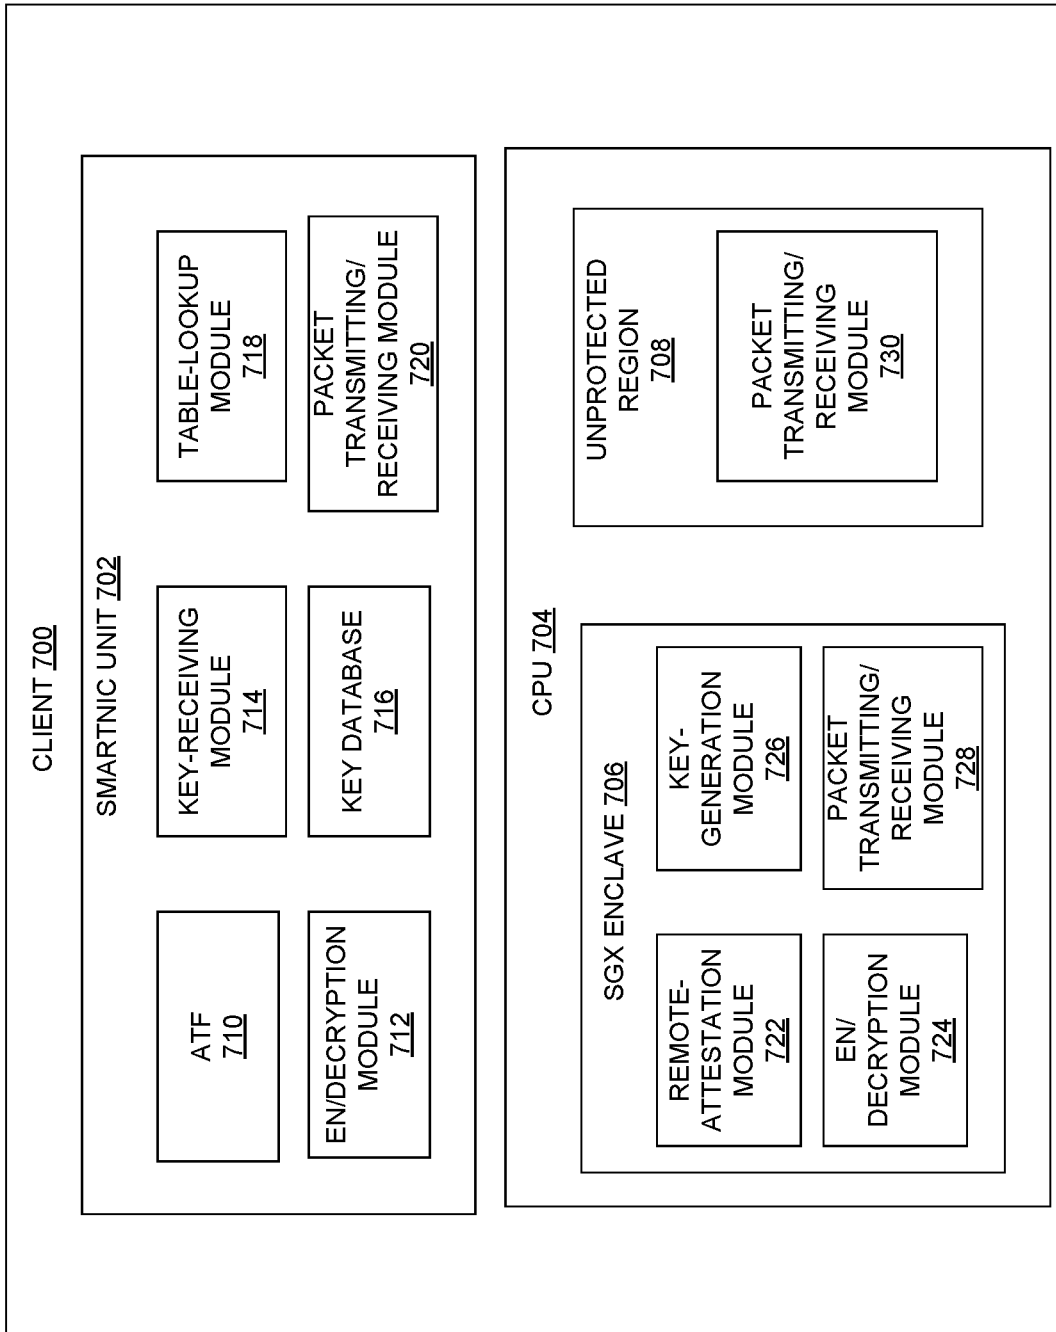 CLIENT 700
SMARTNIC UNIT 702
ATF
710
KEY-RECEIVING
MODULE
714
TABLE-LOOKUP
MODULE
718
EN/DECRYPTION
MODULE
712
KEY DATABASE
716
PACKET
TRANSMITTING/
RECEIVING MODULE
720
CPU 704
SGX ENCLAVE 706
REMOTE-
ATTESTATION
MODULE
722
KEY-
GENERATION
MODULE
726
EN/
DECRYPTION
MODULE
724
PACKET
TRANSMITTING/
RECEIVING
MODULE
728
UNPROTECTED
REGION
708
PACKET
TRANSMITTING/
RECEIVING
MODULE
730